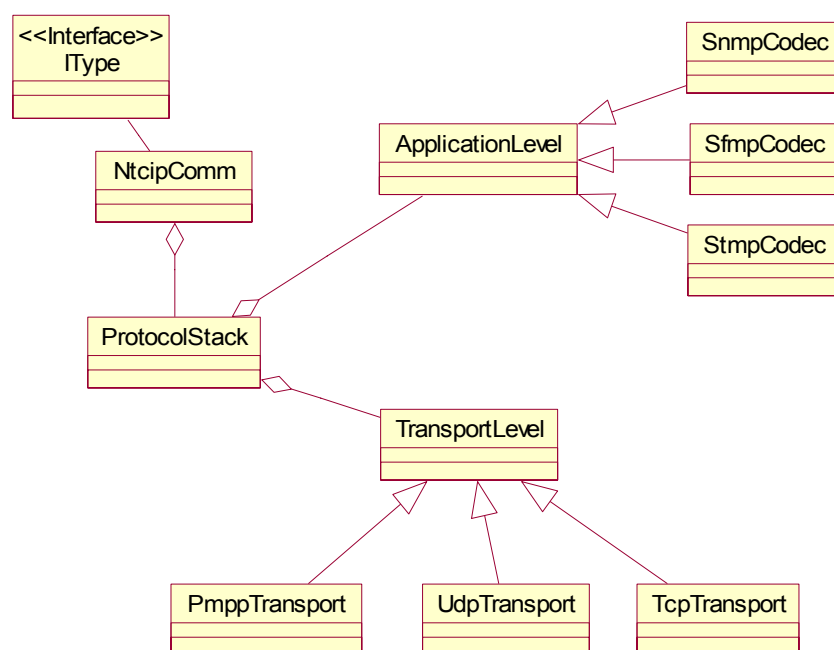 <<Interface>>
IType
SnmpCodec
ApplicationLevel
SfmpCodec
NtcipComm
StmpCodec
ProtocolStack
TransportLevel
PmppTransport
UdpTransport
TcpTransport